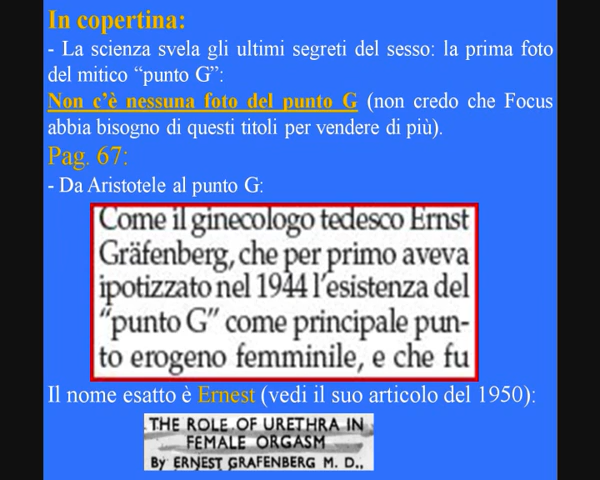 In copertina:
- La scienza svela gli ultimi segreti del sesso: la prima foto
del mitico “punto G”:
Non c’è nessuna foto del punto G (non credo che Focus
abbia bisogno di questi titoli per vendere di più).
Pag. 67:
- Da Aristotele al punto G:
Come il ginecologo tedesco Ernst
Gräfenberg, che per primo aveva
ipotizzato nel 1944 l’esistenza del
“punto G” come principale pun-
to erogeno femminile, e che fu
Il nome esatto è Ernest (vedi il suo articolo del 1950):
THE ROLE OF URETHRA IN
FEMALE ORGASM
By ERNEST GRAFENBERG M. D.,